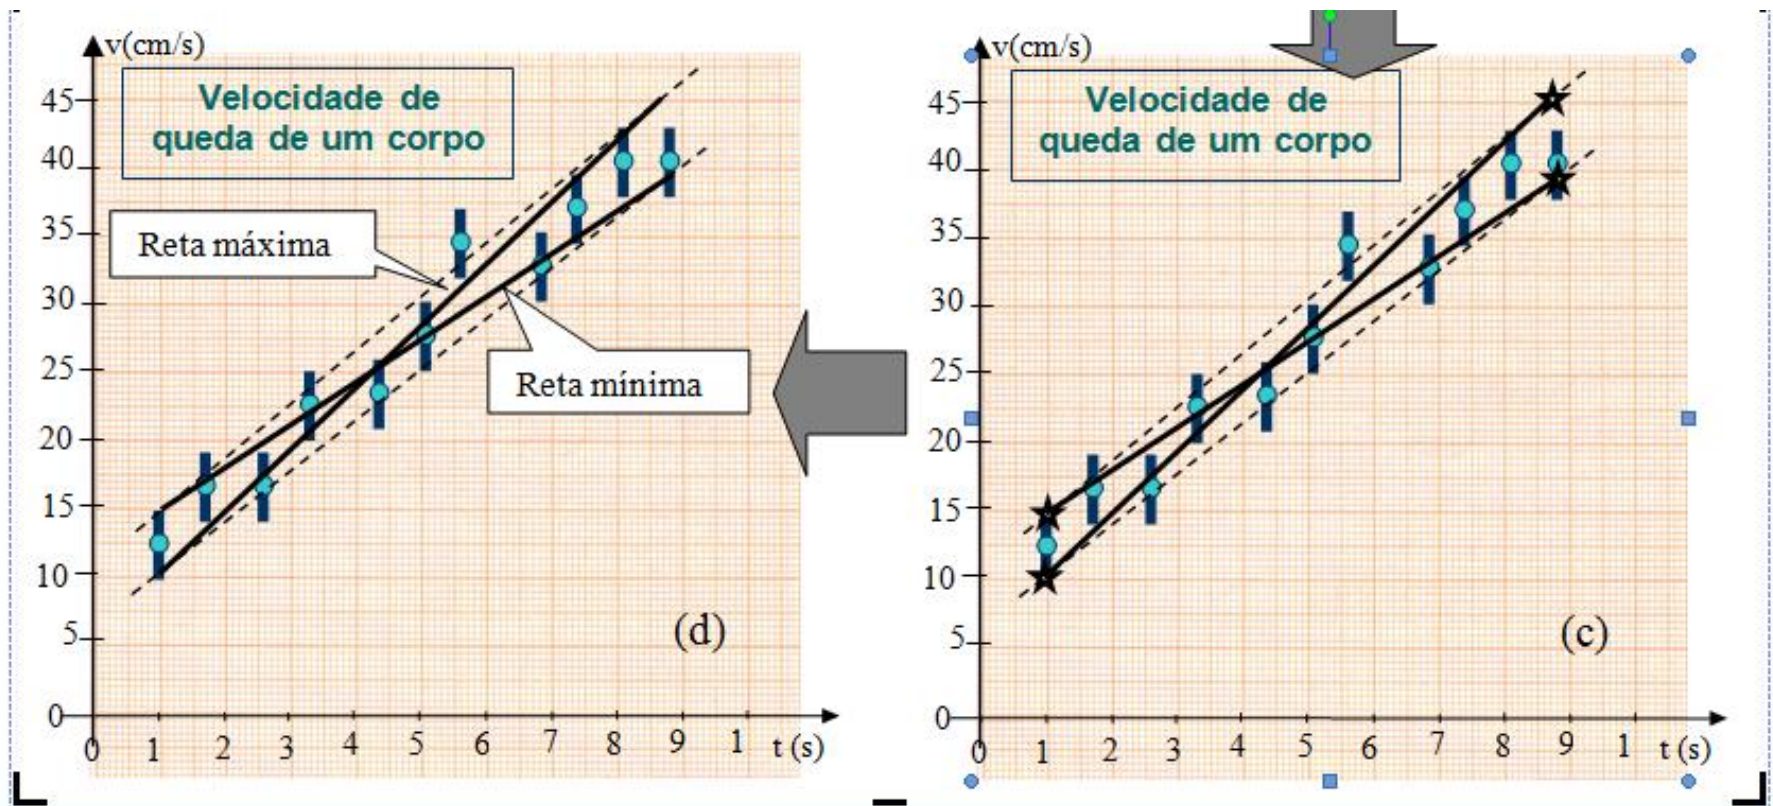 v(cm/s)
Velocidade de
queda de um corpo
45
40
35
30
25
20
15
10
5
0
Reta máxima
Reta mínima
(d)
0 1 2 3 4 5 6 7 8 9 1 t (s)
v(cm/s)
Velocidade de
queda de um corpo
45
40
35
30
25
20
15
10
5
0
(c)
0 1 2 3 4 5 6 7 8 9 1 t (s)